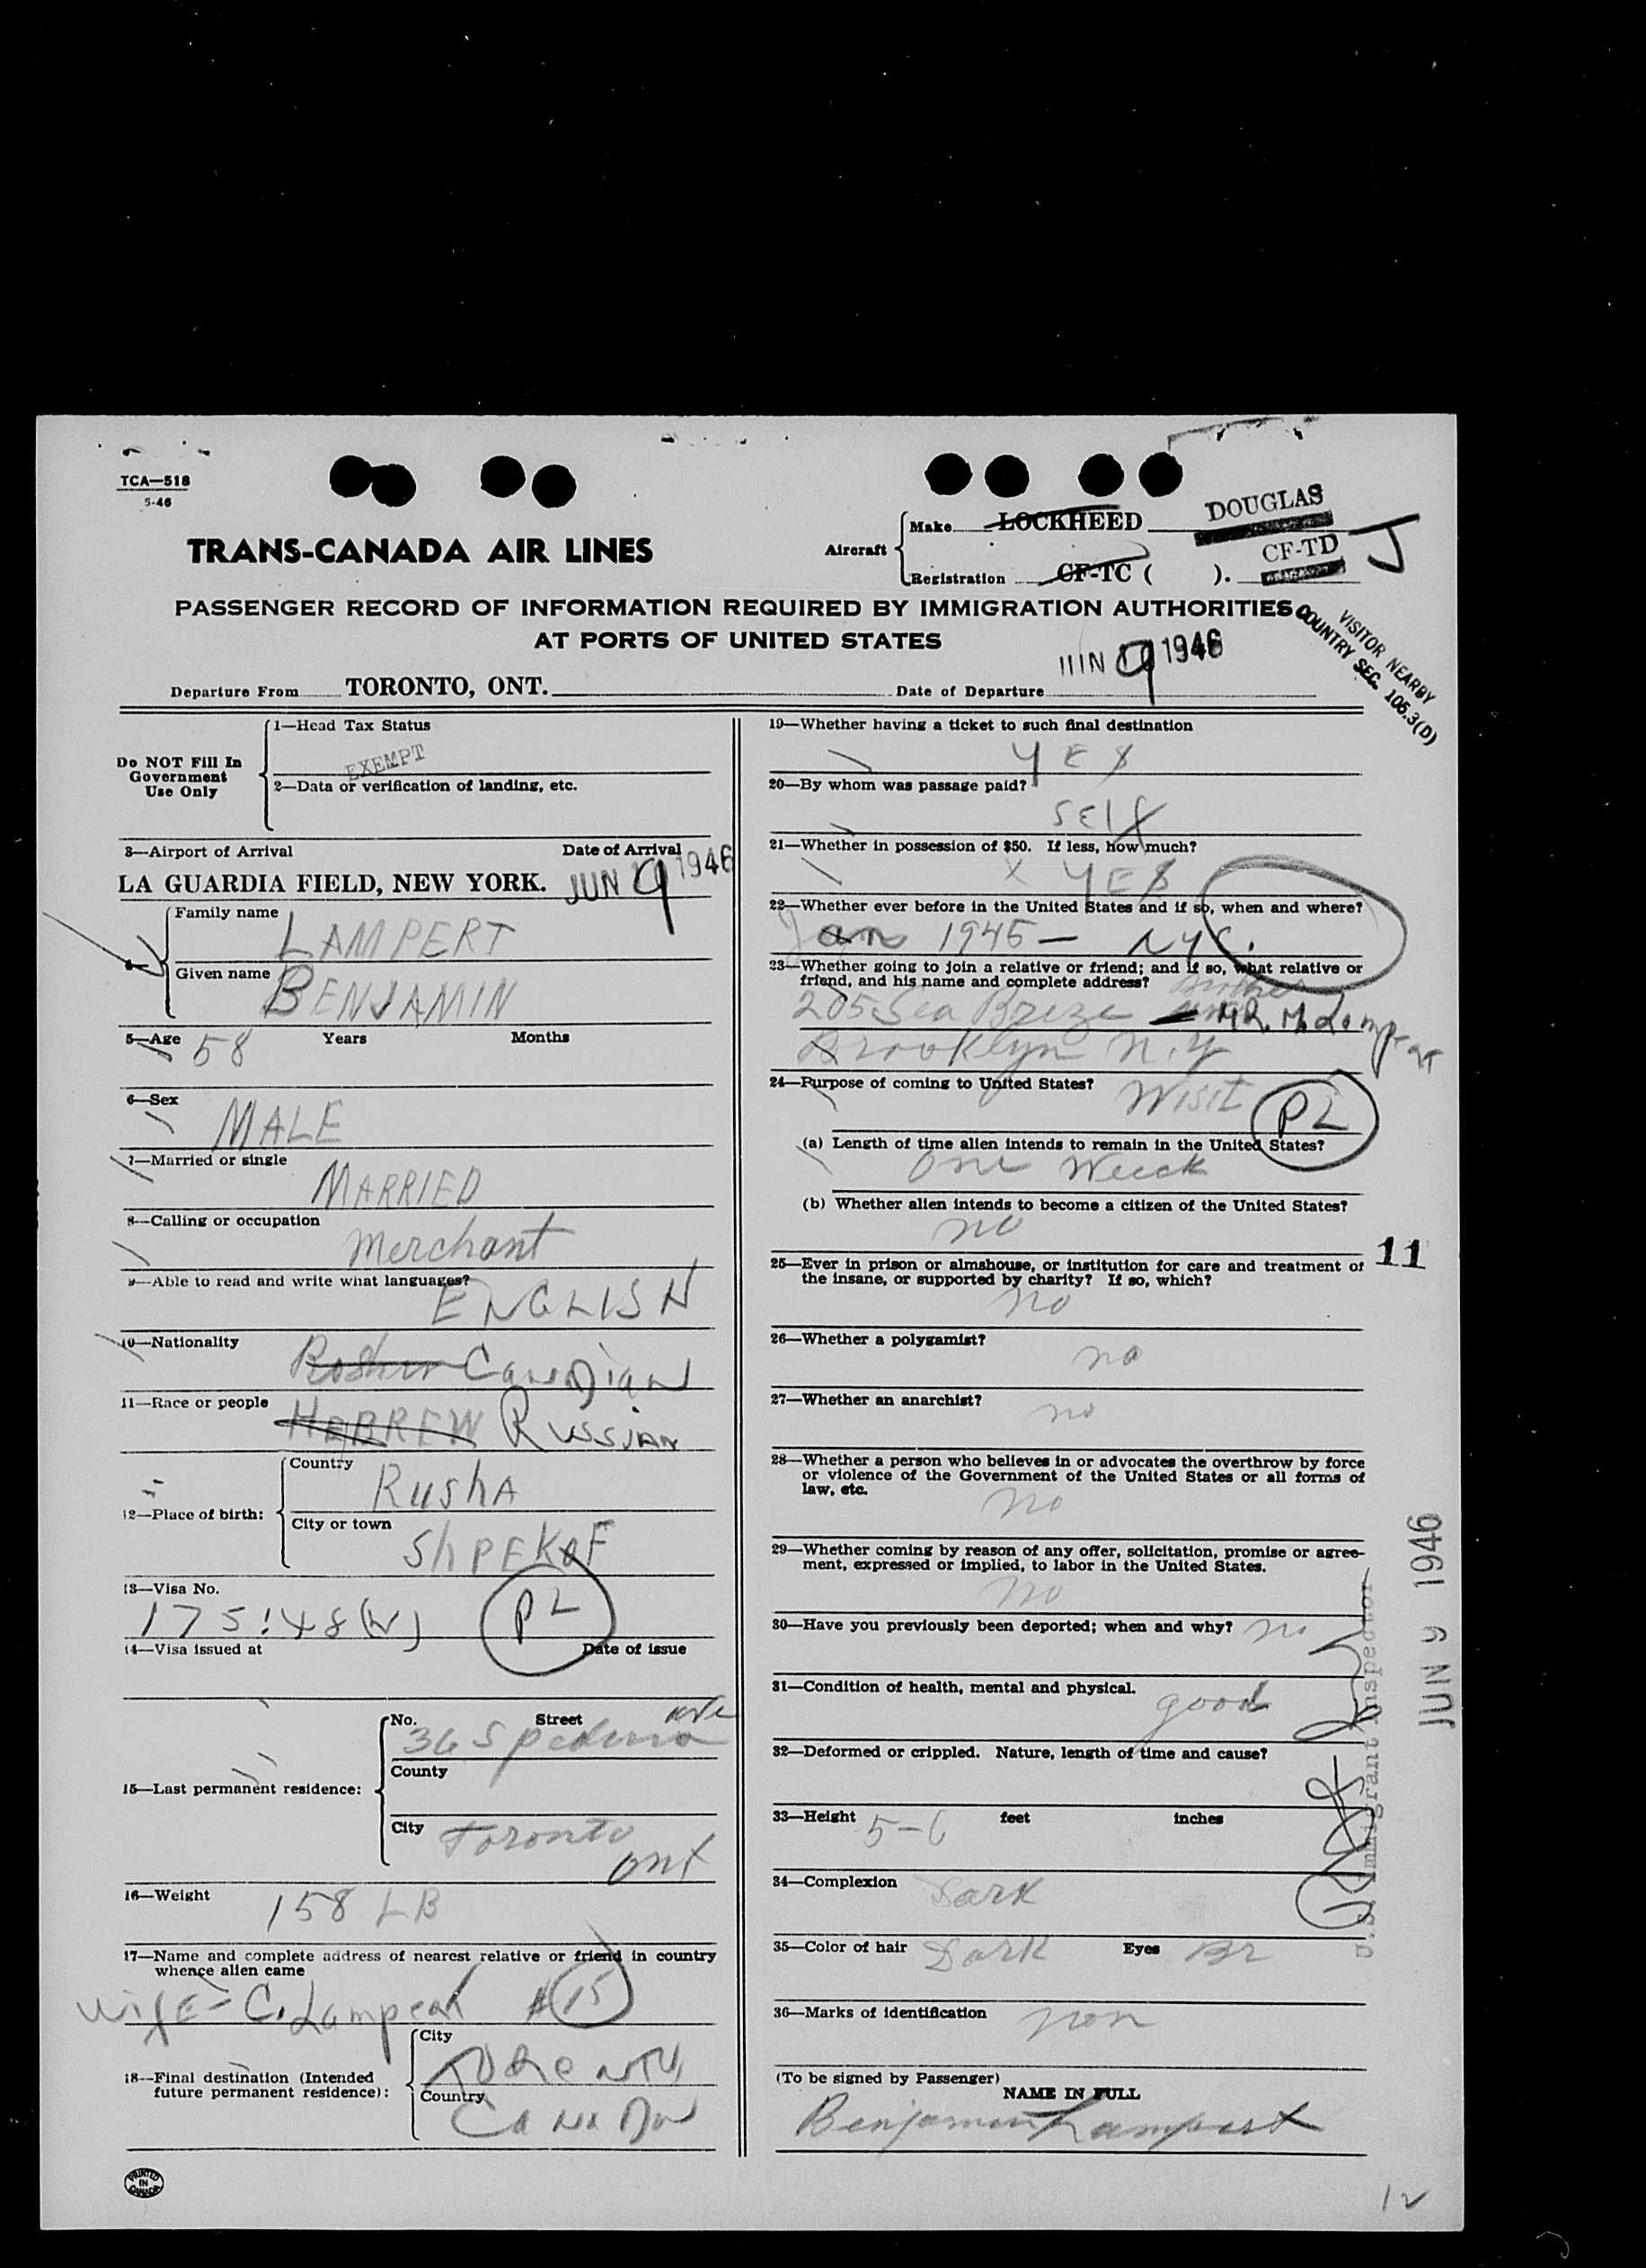 TCA—518
5-46
TRANS-CANADA AIR LINES
Aircraft
Make LOCKHEED DOUGLAS
Registration CF-TC ( ). CF-TD J
PASSENGER RECORD OF INFORMATION REQUIRED BY IMMIGRATION AUTHORITIES
AT PORTS OF UNITED STATES
VISITOR NEARBY
COUNTRY SEC. 105.3(D)
Departure From TORONTO, ONT. Date of Departure JUN 9 1946
Do NOT Fill In
Government
Use Only
1—Head Tax Status
EXEMPT
2—Data or verification of landing, etc.
3—Airport of Arrival Date of Arrival
LA GUARDIA FIELD, NEW YORK. JUN 9 1946
4—
Family name LAMPERT
Given name BENJAMIN
5—Age 58 Years Months
6—Sex
MALE
7—Married or single
MARRIED
8—Calling or occupation
Merchant
9—Able to read and write what languages?
ENGLISH
10—Nationality
Canadian
11—Race or people
HEBREW RUSSIAN
12—Place of birth:
Country
RushA
City or town
ShPEKOF
13—Visa No.
175:48(W) PL
14—Visa issued at Date of issue
15—Last permanent residence:
No. Street Ave
36 Spedina
County
City Toronto
Ont
16—Weight 158 LB
17—Name and complete address of nearest relative or friend in country
whence alien came
WifE - C. Lampeat #15
18—Final destination (Intended
future permanent residence):
City
Toronto
Country
Canada
PRINTED
IN
CANADA
19—Whether having a ticket to such final destination
YES
20—By whom was passage paid?
SElf
21—Whether in possession of $50. If less, how much?
X YES
22—Whether ever before in the United States and if so, when and where?
Jan 1945 — NYC.
23—Whether going to join a relative or friend; and if so, what relative or
friend, and his name and complete address? Brother
205 Sea Breze MR. M. Lampert
Brooklyn N.Y
24—Purpose of coming to United States? Wisit PL
(a) Length of time alien intends to remain in the United States?
One Weeck
(b) Whether alien intends to become a citizen of the United States?
no
11
25—Ever in prison or almshouse, or institution for care and treatment of
the insane, or supported by charity? If so, which?
no
26—Whether a polygamist?
no
27—Whether an anarchist?
no
28—Whether a person who believes in or advocates the overthrow by force
or violence of the Government of the United States or all forms of
law, etc.
no
29—Whether coming by reason of any offer, solicitation, promise or agree-
ment, expressed or implied, to labor in the United States.
no
30—Have you previously been deported; when and why? no
31—Condition of health, mental and physical.
good
32—Deformed or crippled. Nature, length of time and cause?
33—Height 5-6 feet inches
34—Complexion Dark
35—Color of hair Dark Eyes Br
36—Marks of identification non
(To be signed by Passenger)
NAME IN FULL
Benjamin Lampert
U.S. Immigrant Inspector
JUN 9 1946
12